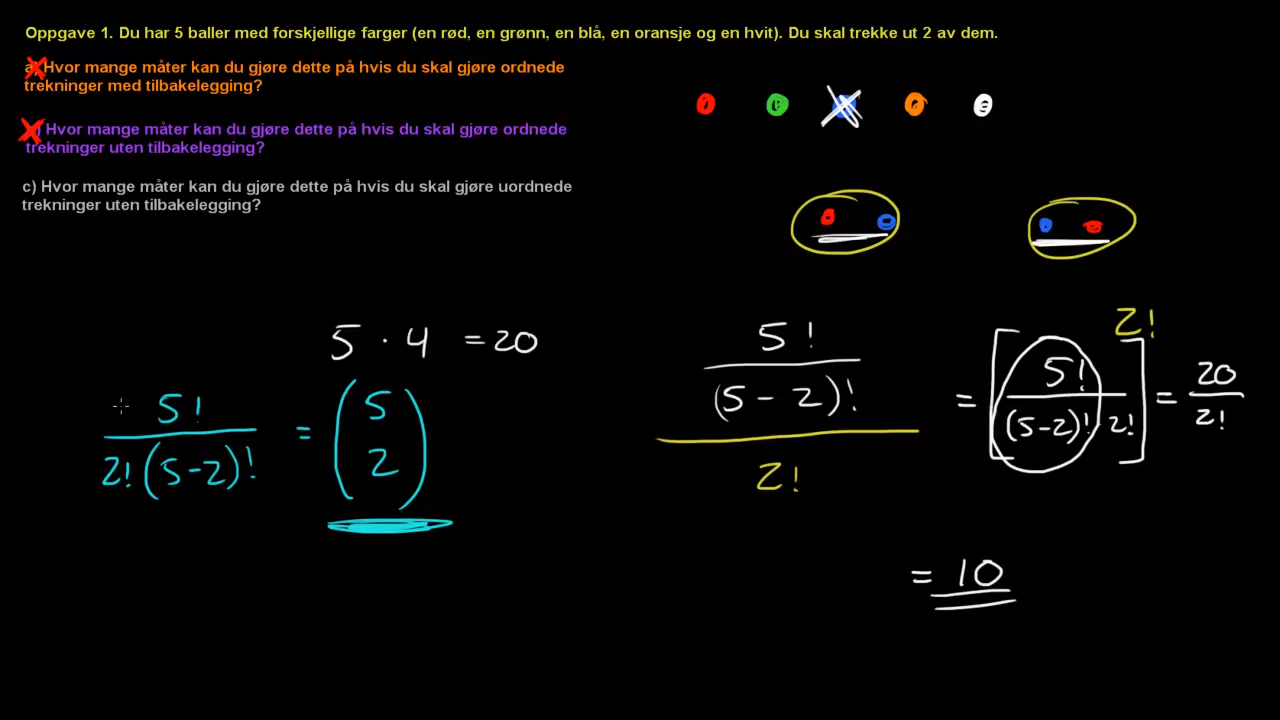 Oppgave 1. Du har 5 baller med forskjellige farger (en rød, en grønn, en blå, en oransje og en hvit). Du skal trekke ut 2 av dem.
Hvor mange måter kan du gjøre dette på hvis du skal gjøre ordnede
trekninger med tilbakelegging?
Hvor mange måter kan du gjøre dette på hvis du skal gjøre ordnede
trekninger uten tilbakelegging?
c) Hvor mange måter kan du gjøre dette på hvis du skal gjøre uordnede
trekninger uten tilbakelegging?
5 · 4 = 20
5!
2!(5-2)!
=
(5
2)
5!
(5-2)!
2!
= [5!
(5-2)! · 2!]
2!
= 20
2!
= 10